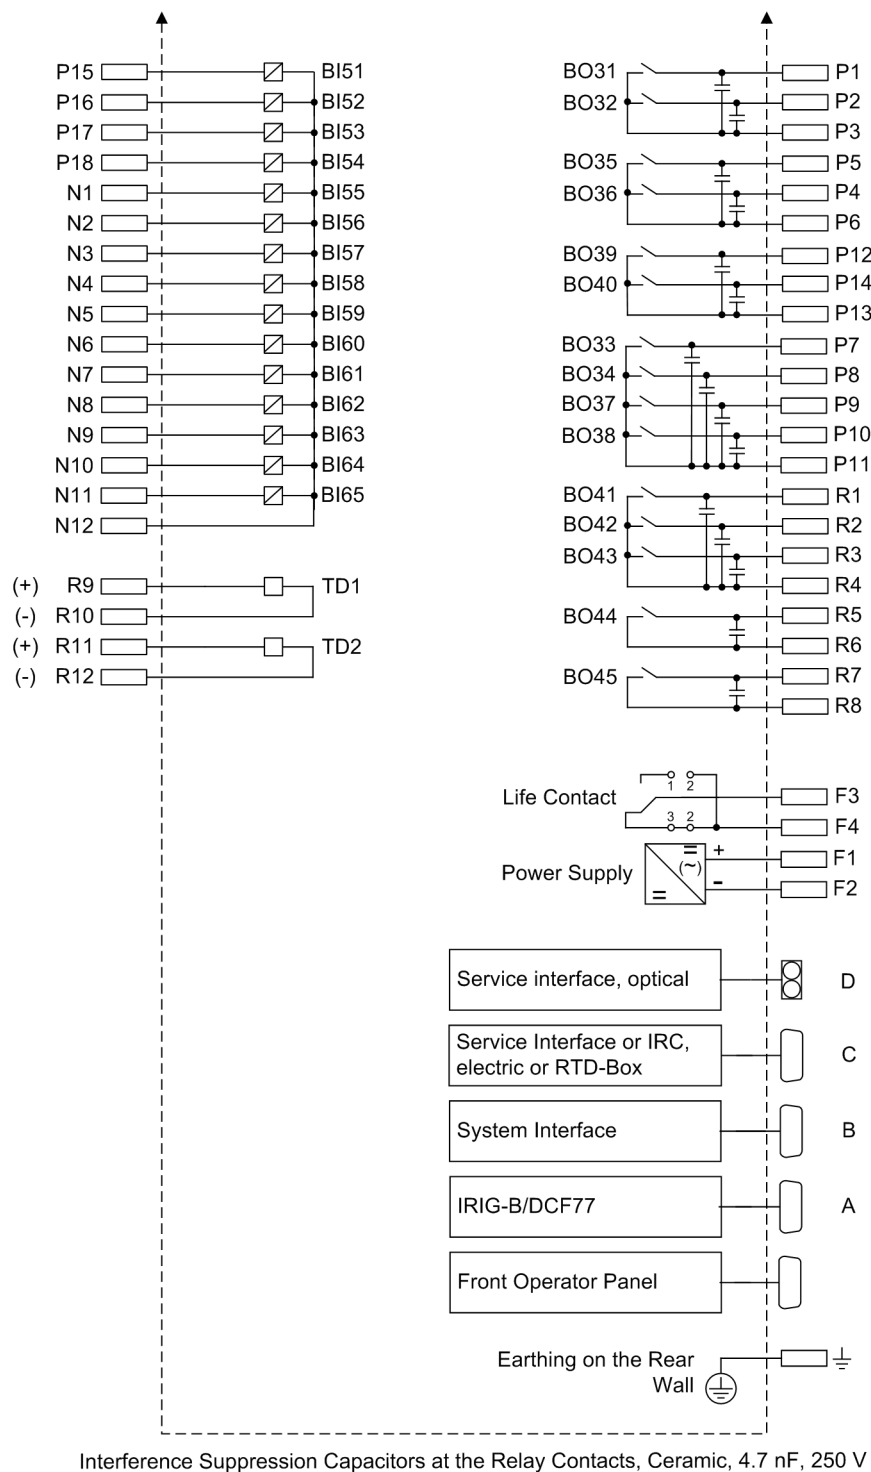 P15 BI51 BO31 P1
P16 BI52 BO32 P2
P17 BI53 P3
P18 BI54 BO35 P5
N1 BI55 BO36 P4
N2 BI56 P6
N3 BI57 BO39 P12
N4 BI58 BO40 P14
N5 BI59 P13
N6 BI60 BO33 P7
N7 BI61 BO34 P8
N8 BI62 BO37 P9
N9 BI63 BO38 P10
N10 BI64 P11
N11 BI65 BO41 R1
N12 BO42 R2
BO43 R3
(+) R9 TD1 R4
(-) R10 BO44 R5
(+) R11 TD2 R6
(-) R12 BO45 R7
R8
1 2
Life Contact F3
3 2 F4
= + F1
Power Supply (~)
= - F2
Service interface, optical D
Service Interface or IRC,
electric or RTD-Box C
System Interface B
IRIG-B/DCF77 A
Front Operator Panel
Earthing on the Rear
Wall
Interference Suppression Capacitors at the Relay Contacts, Ceramic, 4.7 nF, 250 V